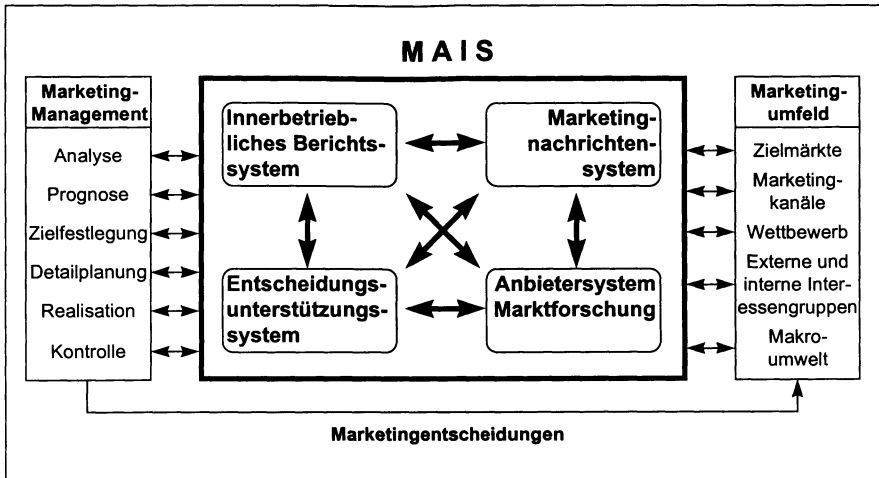 M A I S
Marketing-
Management
Analyse
Prognose
Zielfestlegung
Detailplanung
Realisation
Kontrolle
Innerbetrieb-
liches Berichts-
system
Marketing-
nachrichten-
system
Entscheidungs-
unterstützungs-
system
Anbietersystem
Marktforschung
Marketing-
umfeld
Zielmärkte
Marketing-
kanäle
Wettbewerb
Externe und
interne Inter-
essengruppen
Makro-
umwelt
Marketingentscheidungen